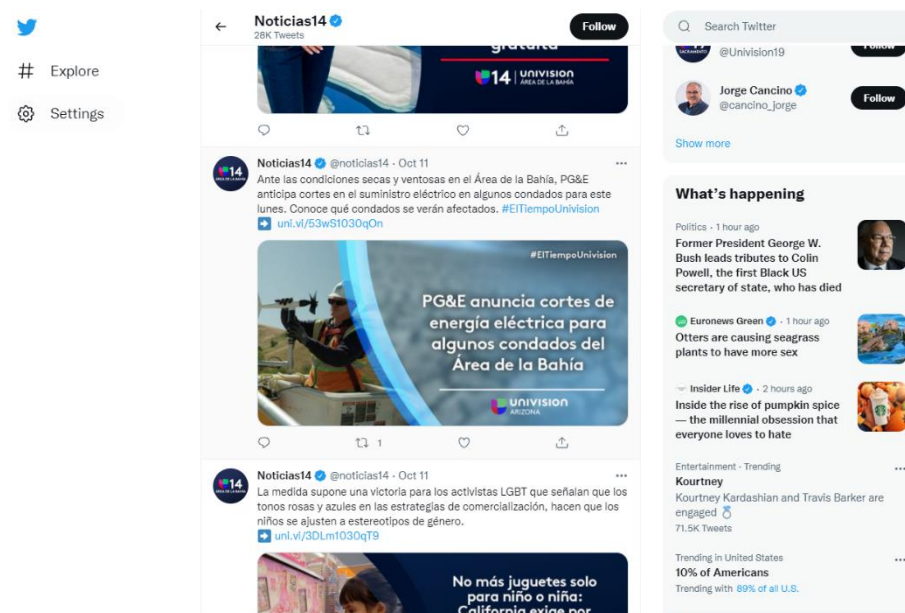 Explore
Settings
Noticias14
28K Tweets
Follow
gratuita
14 UNIVISION
ÁREA DE LA BAHÍA
Noticias14 @noticias14 · Oct 11
Ante las condiciones secas y ventosas en el Área de la Bahía, PG&E
anticipa cortes en el suministro eléctrico en algunos condados para este
lunes. Conoce qué condados se verán afectados. #ElTiempoUnivision
uni.vi/53wS1030qOn
#ElTiempoUnivision
PG&E anuncia cortes de
energía eléctrica para
algunos condados del
Área de la Bahía
UNIVISION
ARIZONA
1
Noticias14 @noticias14 · Oct 11
La medida supone una victoria para los activistas LGBT que señalan que los
tonos rosas y azules en las estrategias de comercialización, hacen que los
niños se ajusten a estereotipos de género.
uni.vi/3DLm1030qT9
No más juguetes solo
para niño o niña:
California exige por
Search Twitter
@Univision19
Follow
Jorge Cancino
@cancino_jorge
Follow
Show more
What's happening
Politics · 1 hour ago
Former President George W.
Bush leads tributes to Colin
Powell, the first Black US
secretary of state, who has died
Euronews Green · 1 hour ago
Otters are causing seagrass
plants to have more sex
Insider Life · 2 hours ago
Inside the rise of pumpkin spice
— the millennial obsession that
everyone loves to hate
Entertainment · Trending
Kourtney
Kourtney Kardashian and Travis Barker are
engaged
71.5K Tweets
Trending in United States
10% of Americans
Trending with 89% of all U.S.